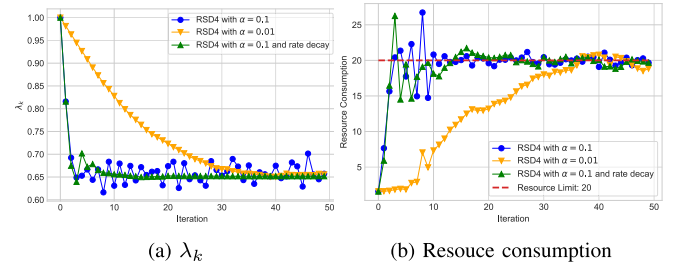 RSD4 with α = 0.1
RSD4 with α = 0.01
RSD4 with α = 0.1 and rate decay
1.00
0.95
0.90
0.85
0.80
0.75
0.70
0.65
0.60
λk
0
10
20
30
40
50
Iteration
(a) λk
25
20
15
10
5
0
Resource Consumption
RSD4 with α = 0.1
RSD4 with α = 0.01
RSD4 with α = 0.1 and rate decay
Resource Limit: 20
0
10
20
30
40
50
Iteration
(b) Resouce consumption